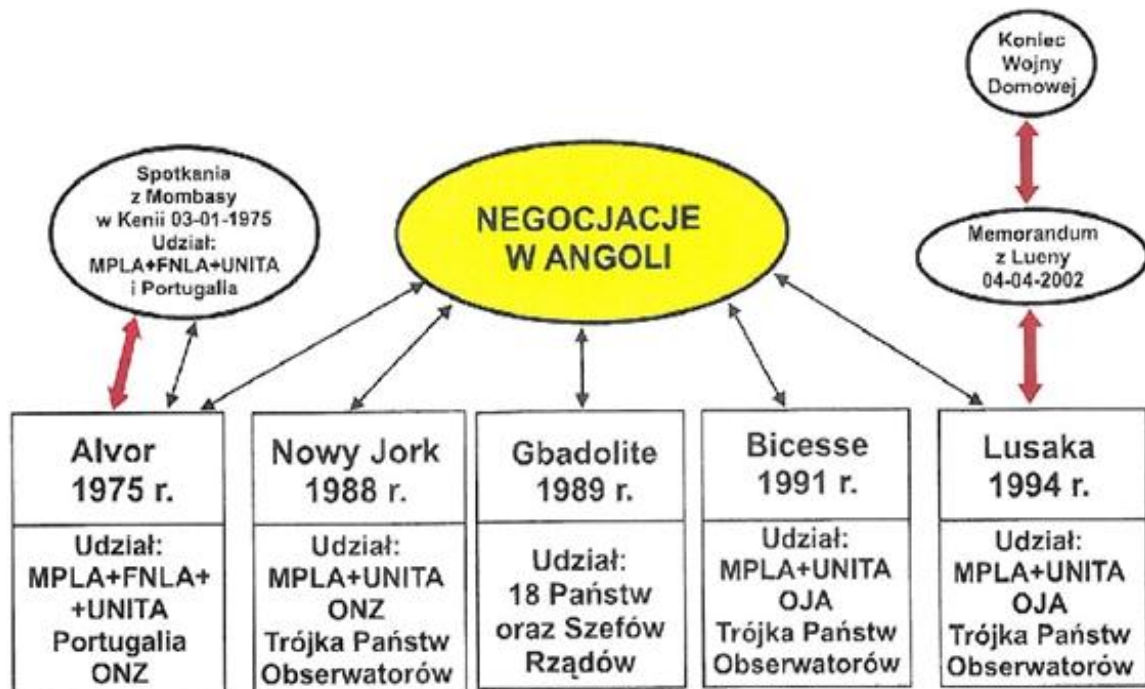 Koniec
Wojny
Domowej
Spotkania
z Mombasy
w Kenii 03-01-1975
Udział:
MPLA+FNLA+UNITA
i Portugalia
NEGOCJACJE
W ANGOLI
Memorandum
z Lueny
04-04-2002
Alvor
1975 r.
Udział:
MPLA+FNLA+
+UNITA
Portugalia
ONZ
Nowy Jork
1988 r.
Udział:
MPLA+UNITA
ONZ
Trójka Państw
Obserwatorów
Gbadolite
1989 r.
Udział:
18 Państw
oraz Szefów
Rządów
Bicesse
1991 r.
Udział:
MPLA+UNITA
OJA
Trójka Państw
Obserwatorów
Lusaka
1994 r.
Udział:
MPLA+UNITA
OJA
Trójka Państw
Obserwatorów